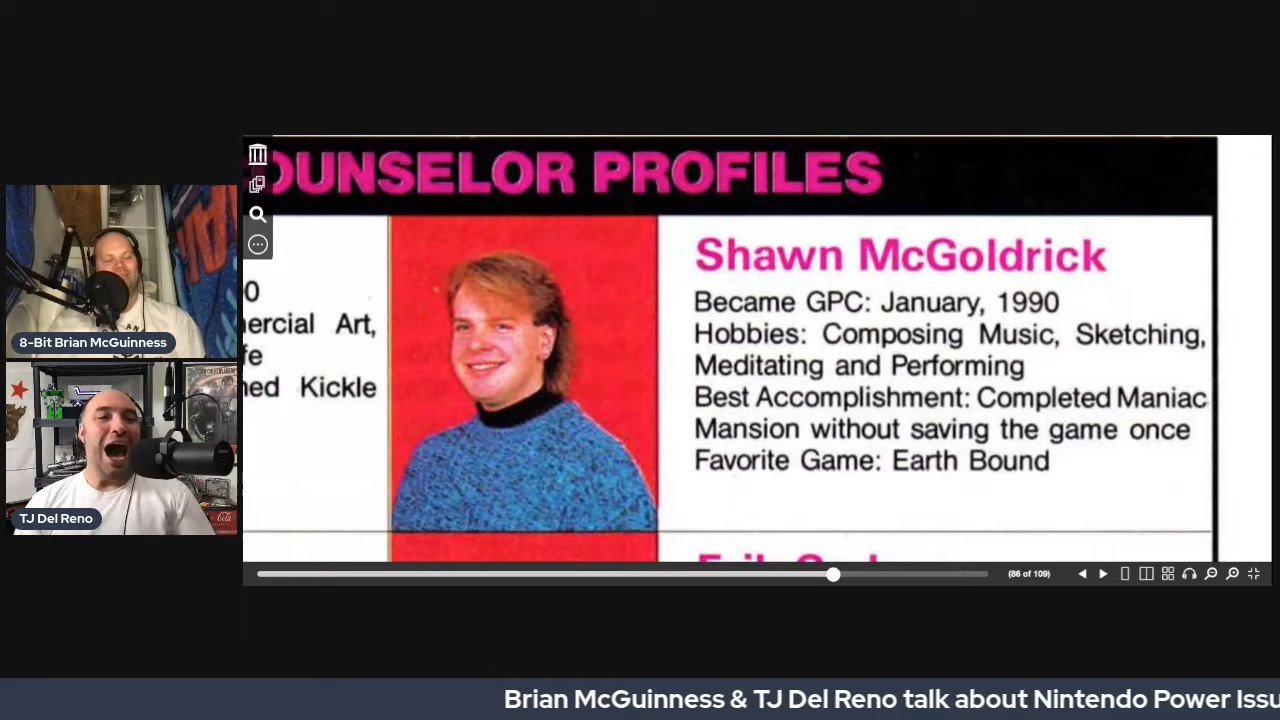 OUNSELOR PROFILES
0
ercial Art,
fe
ned Kickle
Shawn McGoldrick
Became GPC: January, 1990
Hobbies: Composing Music, Sketching,
Meditating and Performing
Best Accomplishment: Completed Maniac
Mansion without saving the game once
Favorite Game: Earth Bound
8-Bit Brian McGuinness
TJ Del Reno
(86 of 109)
Brian McGuinness & TJ Del Reno talk about Nintendo Power Issu